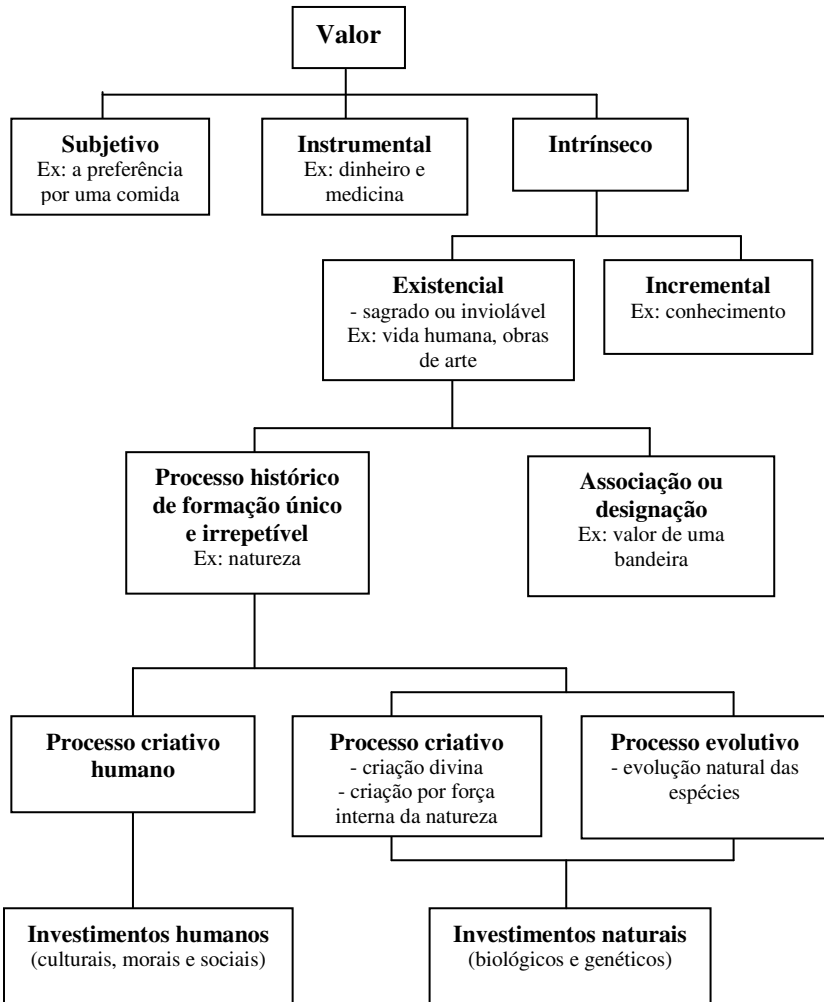 Valor
Subjetivo
Ex: a preferência
por uma comida
Instrumental
Ex: dinheiro e
medicina
Intrínseco
Existencial
- sagrado ou inviolável
Ex: vida humana, obras
de arte
Incremental
Ex: conhecimento
Processo histórico
de formação único
e irrepetível
Ex: natureza
Associação ou
designação
Ex: valor de uma
bandeira
Processo criativo
humano
Processo criativo
- criação divina
- criação por força
interna da natureza
Processo evolutivo
- evolução natural das
espécies
Investimentos humanos
(culturais, morais e sociais)
Investimentos naturais
(biológicos e genéticos)